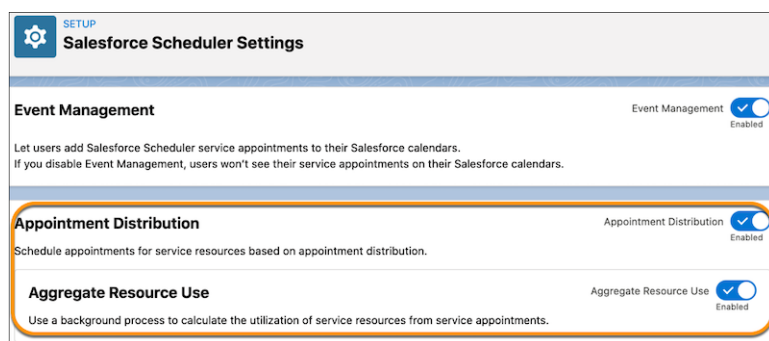 SETUP
Salesforce Scheduler Settings
Event Management
Event Management
Enabled
Let users add Salesforce Scheduler service appointments to their Salesforce calendars.
If you disable Event Management, users won't see their service appointments on their Salesforce calendars.
Appointment Distribution
Appointment Distribution
Enabled
Schedule appointments for service resources based on appointment distribution.
Aggregate Resource Use
Aggregate Resource Use
Enabled
Use a background process to calculate the utilization of service resources from service appointments.